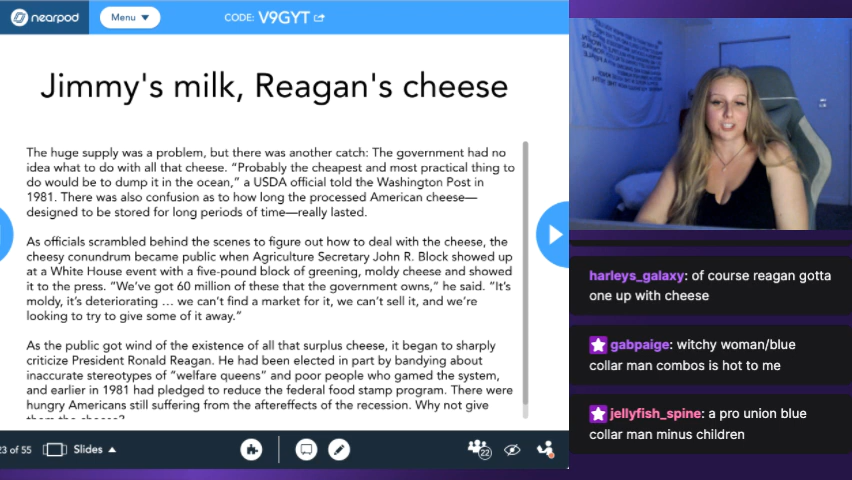 nearpod
Menu
CODE: V9GYT
Jimmy's milk, Reagan's cheese
The huge supply was a problem, but there was another catch: The government had no
idea what to do with all that cheese. “Probably the cheapest and most practical thing to
do would be to dump it in the ocean,” a USDA official told the Washington Post in
1981. There was also confusion as to how long the processed American cheese—
designed to be stored for long periods of time—really lasted.
As officials scrambled behind the scenes to figure out how to deal with the cheese, the
cheesy conundrum became public when Agriculture Secretary John R. Block showed up
at a White House event with a five-pound block of greening, moldy cheese and showed
it to the press. “We’ve got 60 million of these that the government owns,” he said. “It’s
moldy, it’s deteriorating … we can’t find a market for it, we can’t sell it, and we’re
looking to try to give some of it away.”
As the public got wind of the existence of all that surplus cheese, it began to sharply
criticize President Ronald Reagan. He had been elected in part by bandying about
inaccurate stereotypes of “welfare queens” and poor people who gamed the system,
and earlier in 1981 had pledged to reduce the federal food stamp program. There were
hungry Americans still suffering from the aftereffects of the recession. Why not give
them the cheese?
23 of 55
Slides
22
harleys_galaxy: of course reagan gotta
one up with cheese
gabpaige: witchy woman/blue
collar man combos is hot to me
jellyfish_spine: a pro union blue
collar man minus children